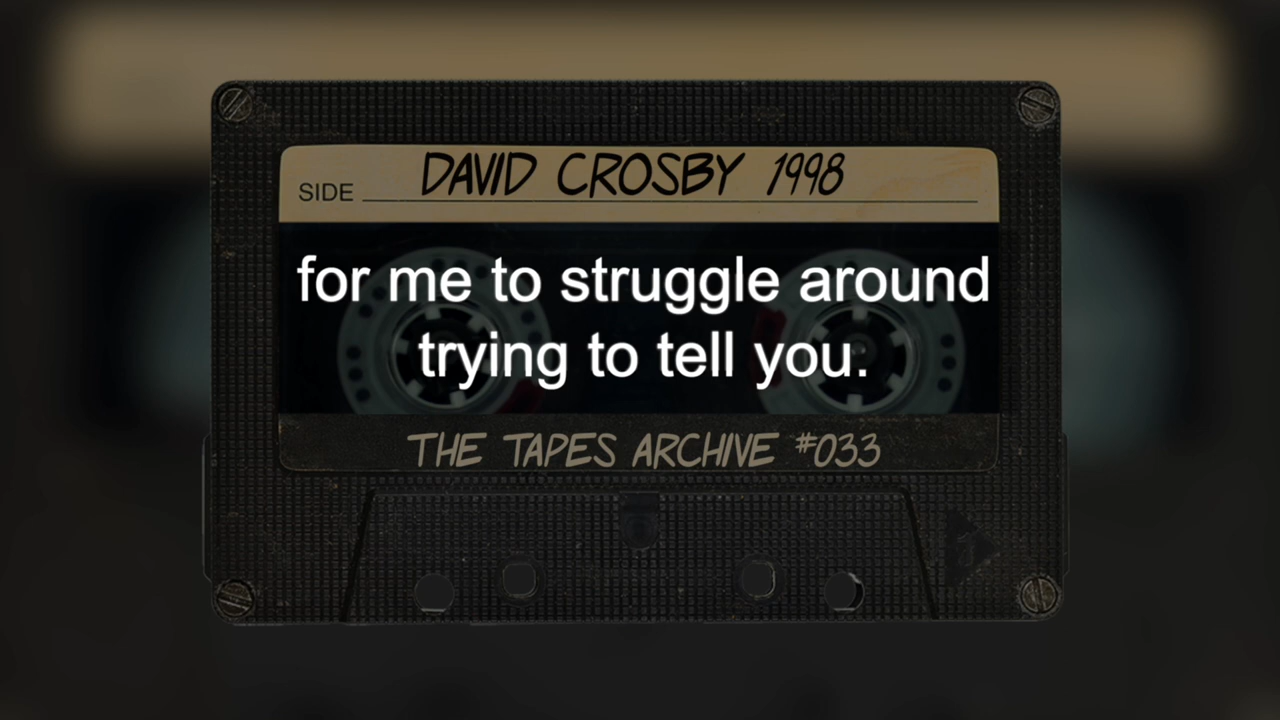 DAVID CROSBY 1998
SIDE
for me to struggle around
trying to tell you.
THE TAPES ARCHIVE #033